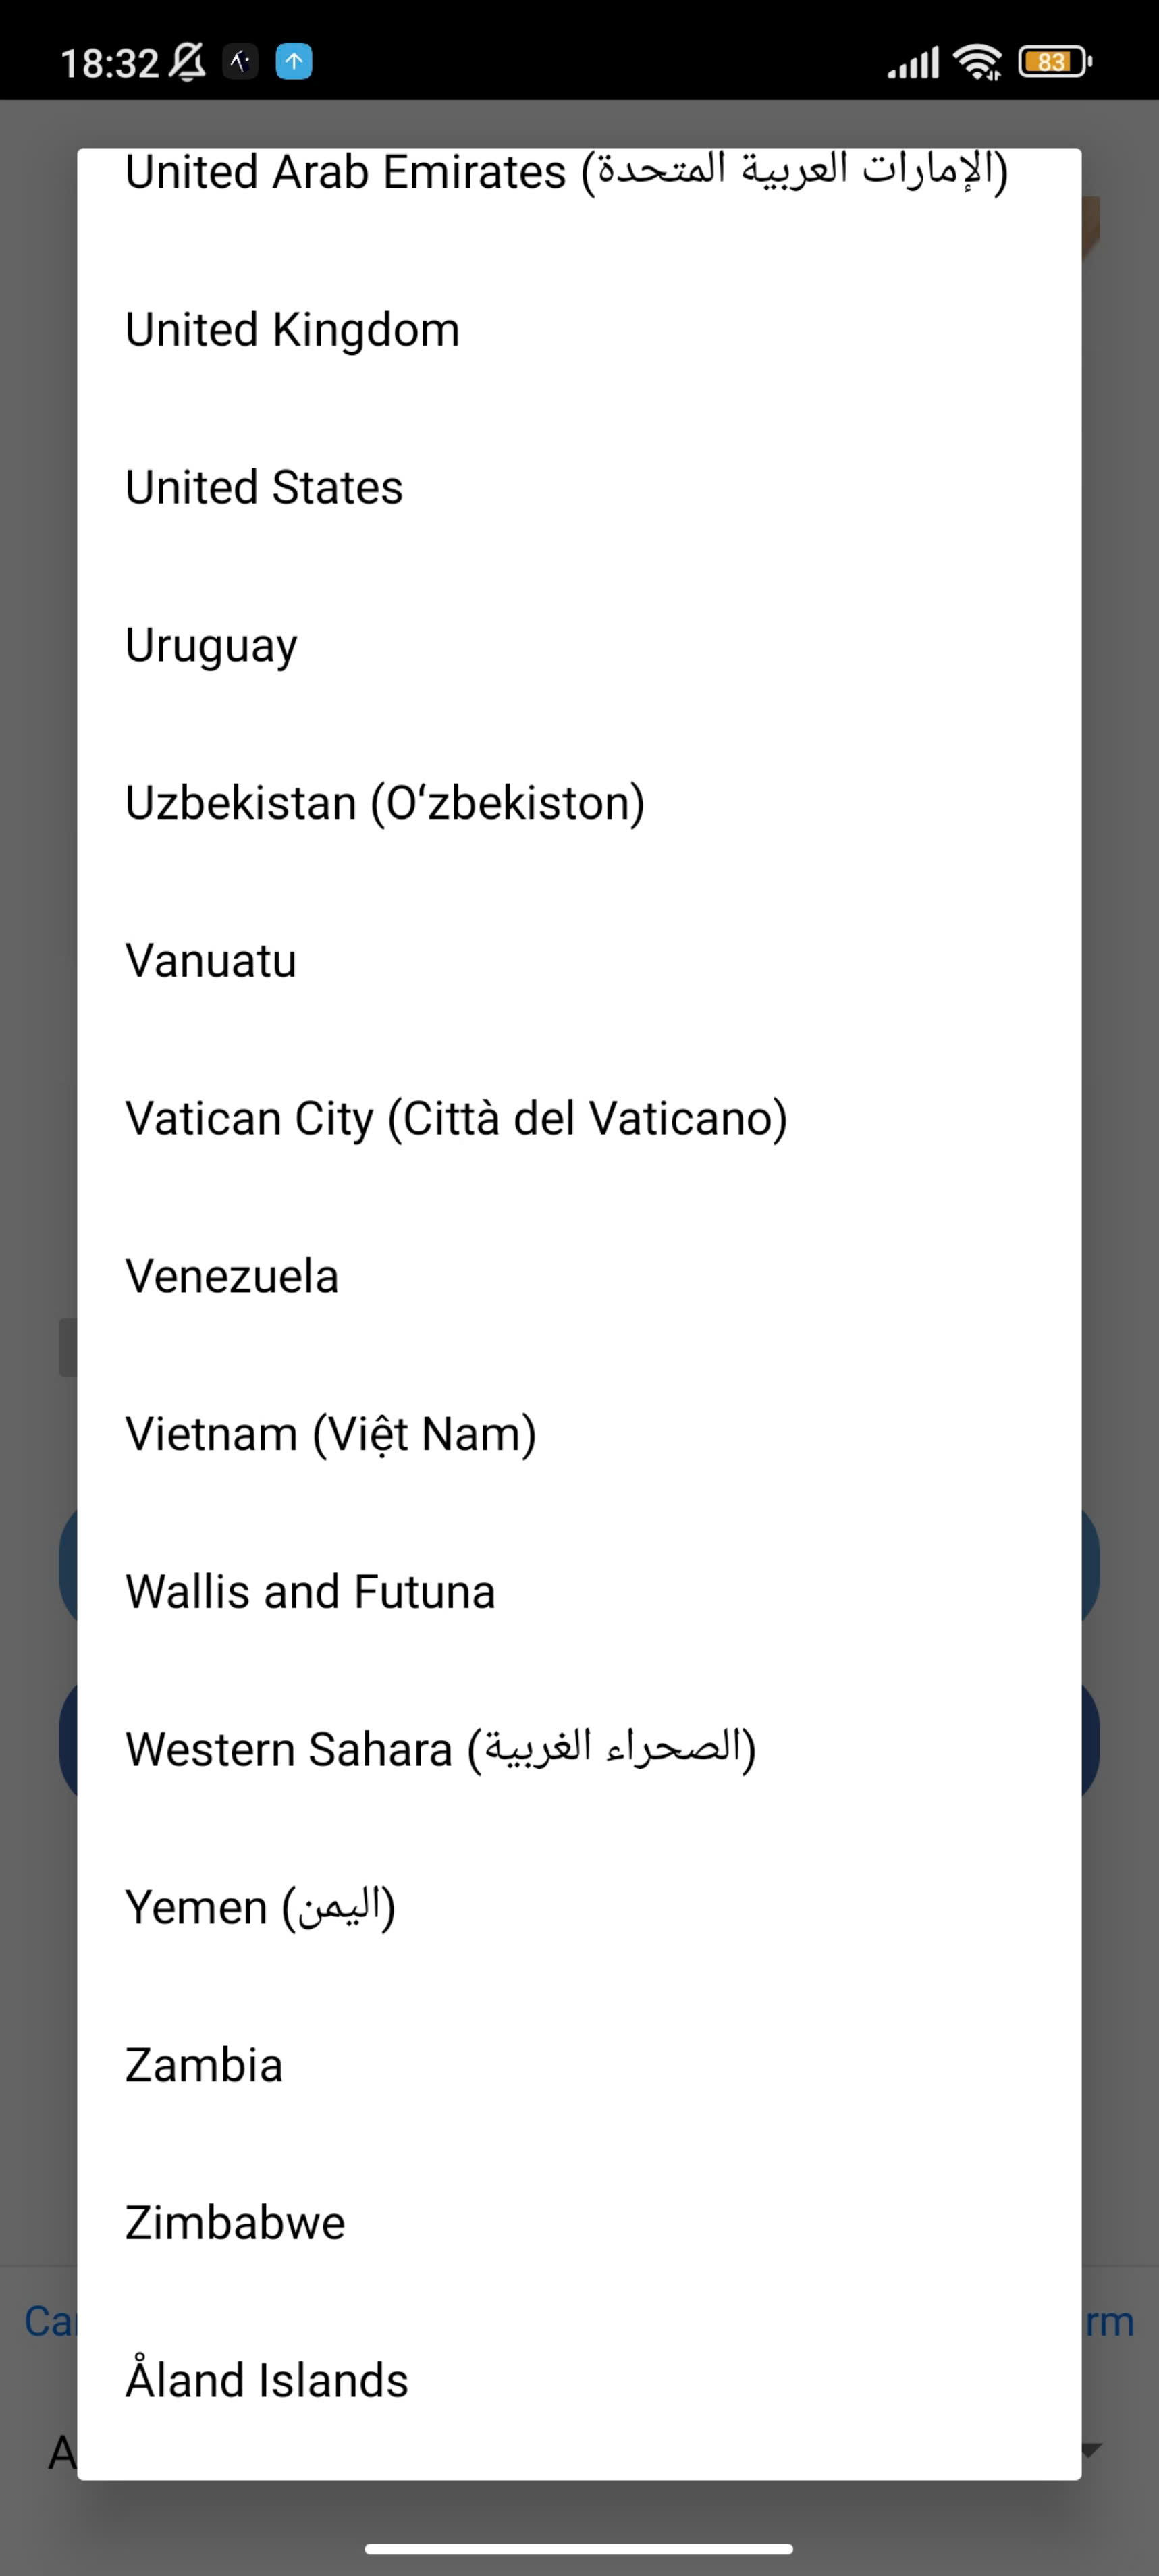 18:32
83
United Arab Emirates (الإمارات العربية المتحدة)
United Kingdom
United States
Uruguay
Uzbekistan (Oʻzbekiston)
Vanuatu
Vatican City (Città del Vaticano)
Venezuela
Vietnam (Việt Nam)
Wallis and Futuna
Western Sahara (الصحراء الغربية)
Yemen (اليمن)
Zambia
Zimbabwe
Ca rm
Åland Islands
A